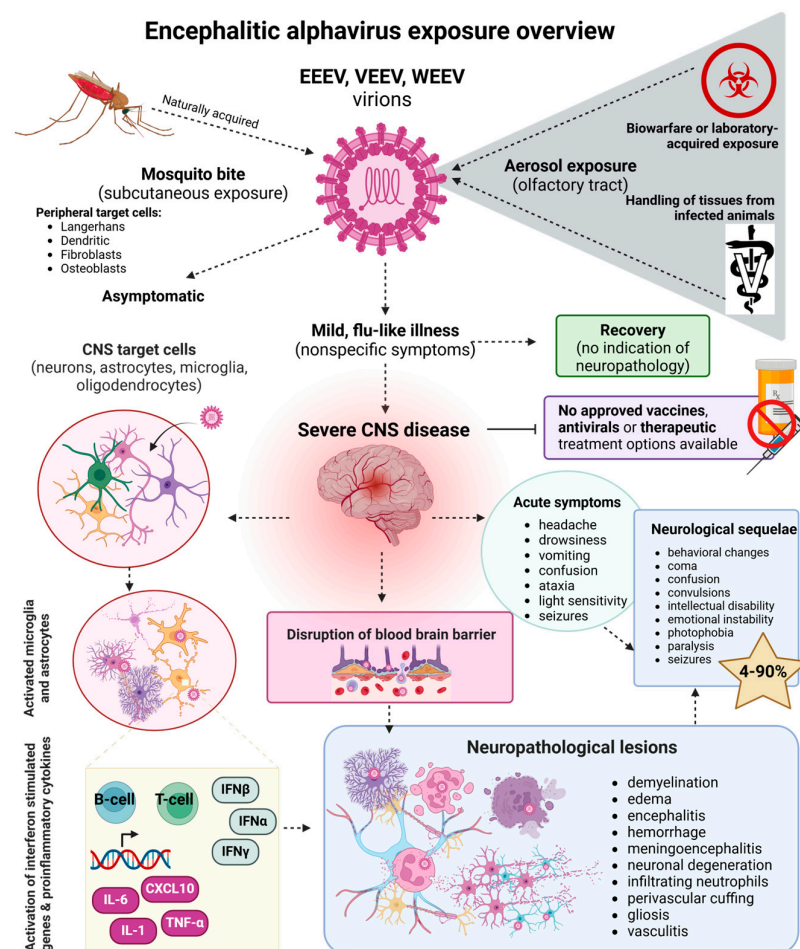 Encephalitic alphavirus exposure overview
EEEV, VEEV, WEEV
virions
Naturally acquired
Mosquito bite
(subcutaneous exposure)
Peripheral target cells:
• Langerhans
• Dendritic
• Fibroblasts
• Osteoblasts
Asymptomatic
Biowarfare or laboratory-
acquired exposure
Aerosol exposure
(olfactory tract)
Handling of tissues from
infected animals
V
Mild, flu-like illness
(nonspecific symptoms)
Recovery
(no indication of
neuropathology)
CNS target cells
(neurons, astrocytes, microglia,
oligodendrocytes)
Severe CNS disease
No approved vaccines,
antivirals or therapeutic
treatment options available
Rx
Acute symptoms
• headache
• drowsiness
• vomiting
• confusion
• ataxia
• light sensitivity
• seizures
Neurological sequelae
• behavioral changes
• coma
• confusion
• convulsions
• intellectual disability
• emotional instability
• photophobia
• paralysis
• seizures
4-90%
Activated microglia
and astrocytes
Disruption of blood brain barrier
Activation of interferon stimulated
genes & proinflammatory cytokines
B-cell
T-cell
IFNβ
IFNα
IFNγ
IL-6
CXCL10
IL-1
TNF-α
Neuropathological lesions
• demyelination
• edema
• encephalitis
• hemorrhage
• meningoencephalitis
• neuronal degeneration
• infiltrating neutrophils
• perivascular cuffing
• gliosis
• vasculitis